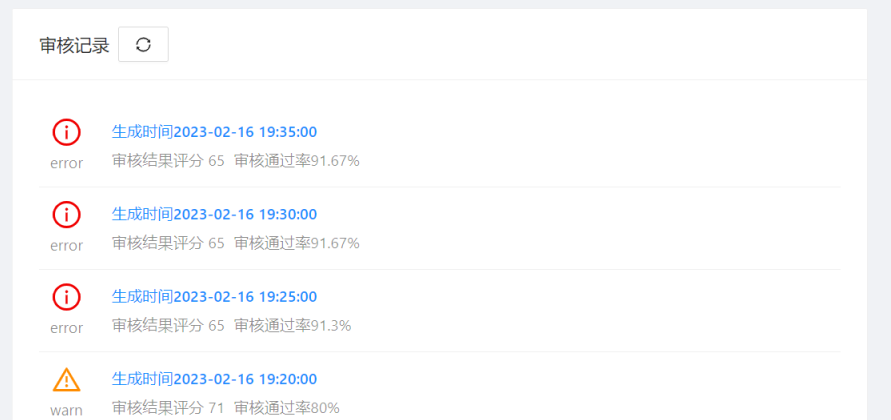 审核记录
生成时间2023-02-16 19:35:00
error
审核结果评分 65 审核通过率91.67%
生成时间2023-02-16 19:30:00
error
审核结果评分 65 审核通过率91.67%
生成时间2023-02-16 19:25:00
error
审核结果评分 65 审核通过率91.3%
生成时间2023-02-16 19:20:00
warn
审核结果评分 71 审核通过率80%